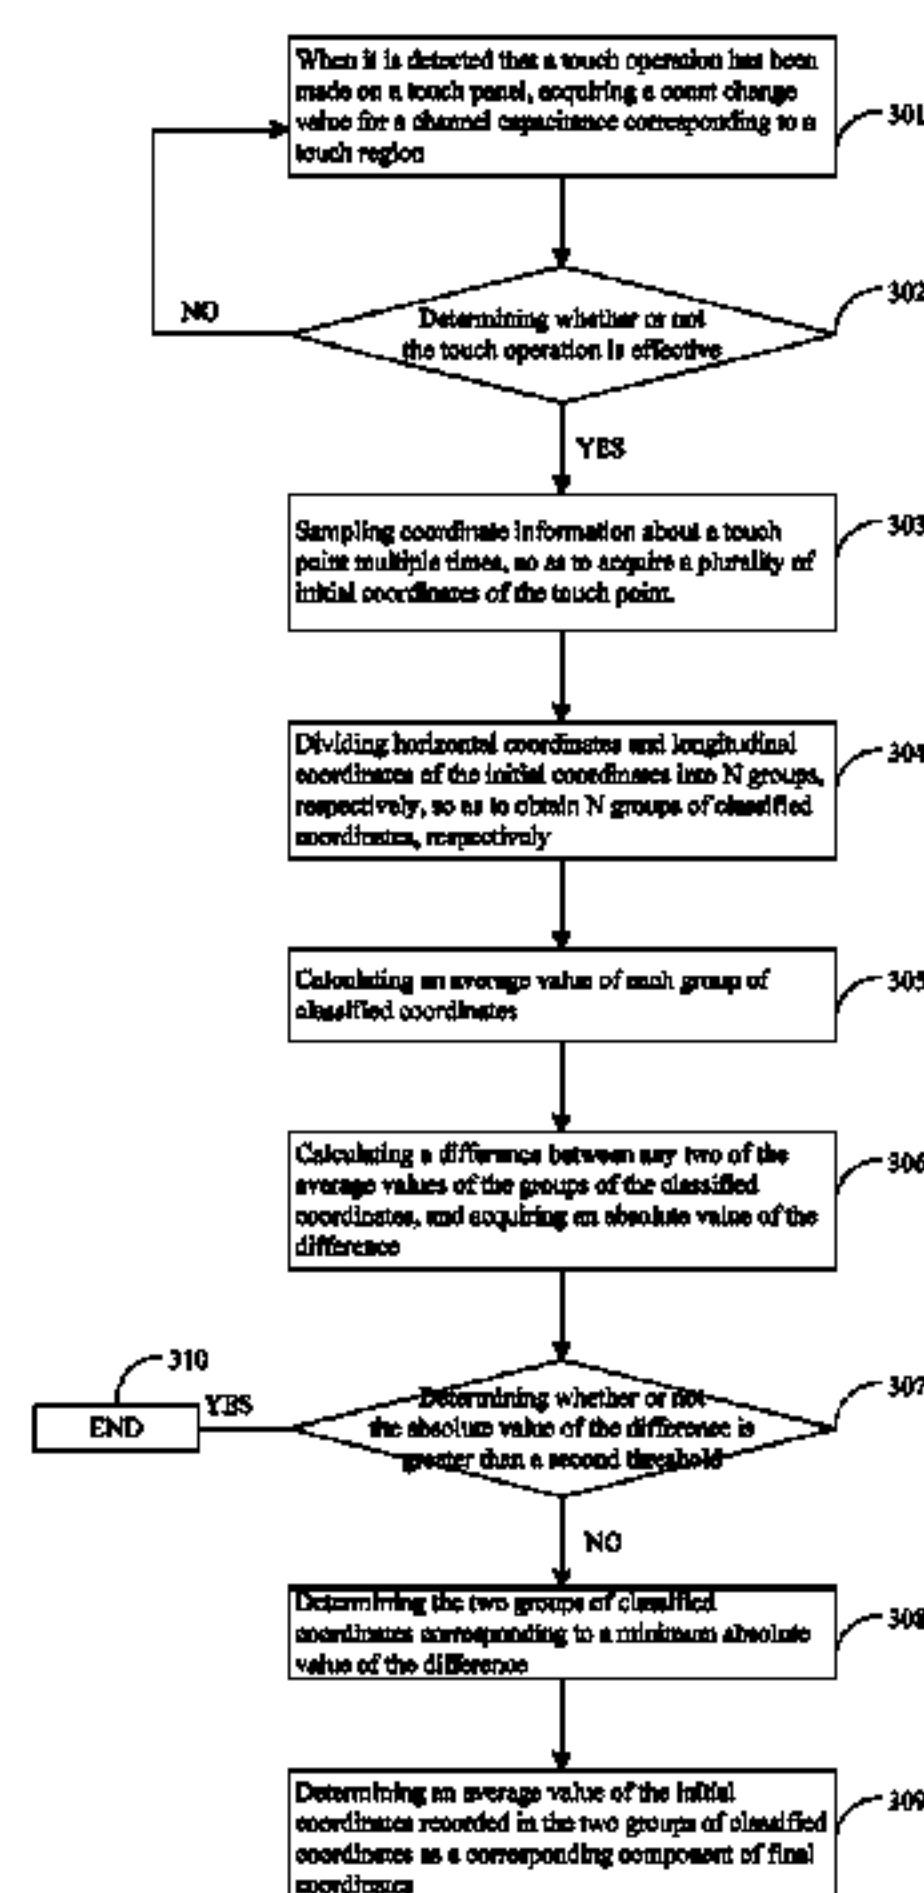 When it is detected that a touch operation has been
made on a touch panel, acquiring a count change
value for a channel capacitance corresponding to a
touch region
301
302
NO
Determining whether or not
the touch operation is effective
YES
303
Sampling coordinate information about a touch
point multiple times, so as to acquire a plurality of
initial coordinates of the touch point.
304
Dividing horizontal coordinates and longitudinal
coordinates of the initial coordinates into N groups,
respectively, so as to obtain N groups of classified
coordinates, respectively
305
Calculating an average value of each group of
classified coordinates
306
Calculating a difference between any two of the
average values of the groups of the classified
coordinates, and acquiring an absolute value of the
difference
310
307
END
YES
Determining whether or not
the absolute value of the difference is
greater than a second threshold
NO
308
Determining the two groups of classified
coordinates corresponding to a minimum absolute
value of the difference
309
Determining an average value of the initial
coordinates recorded in the two groups of classified
coordinates as a corresponding component of final
coordinates